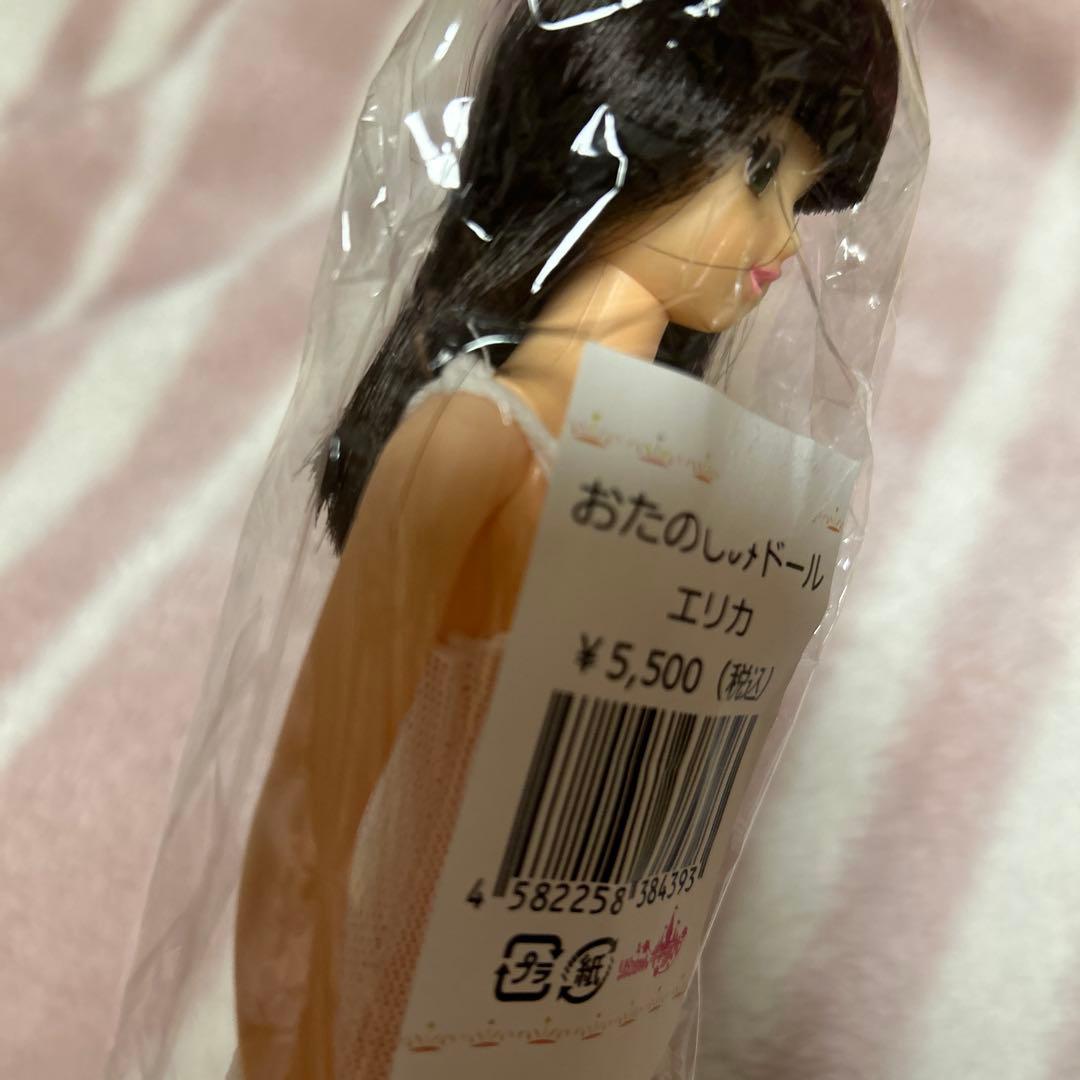 おたのしみドール
エリカ
¥5,500(税込)
4 582258 384393
プラ
紙